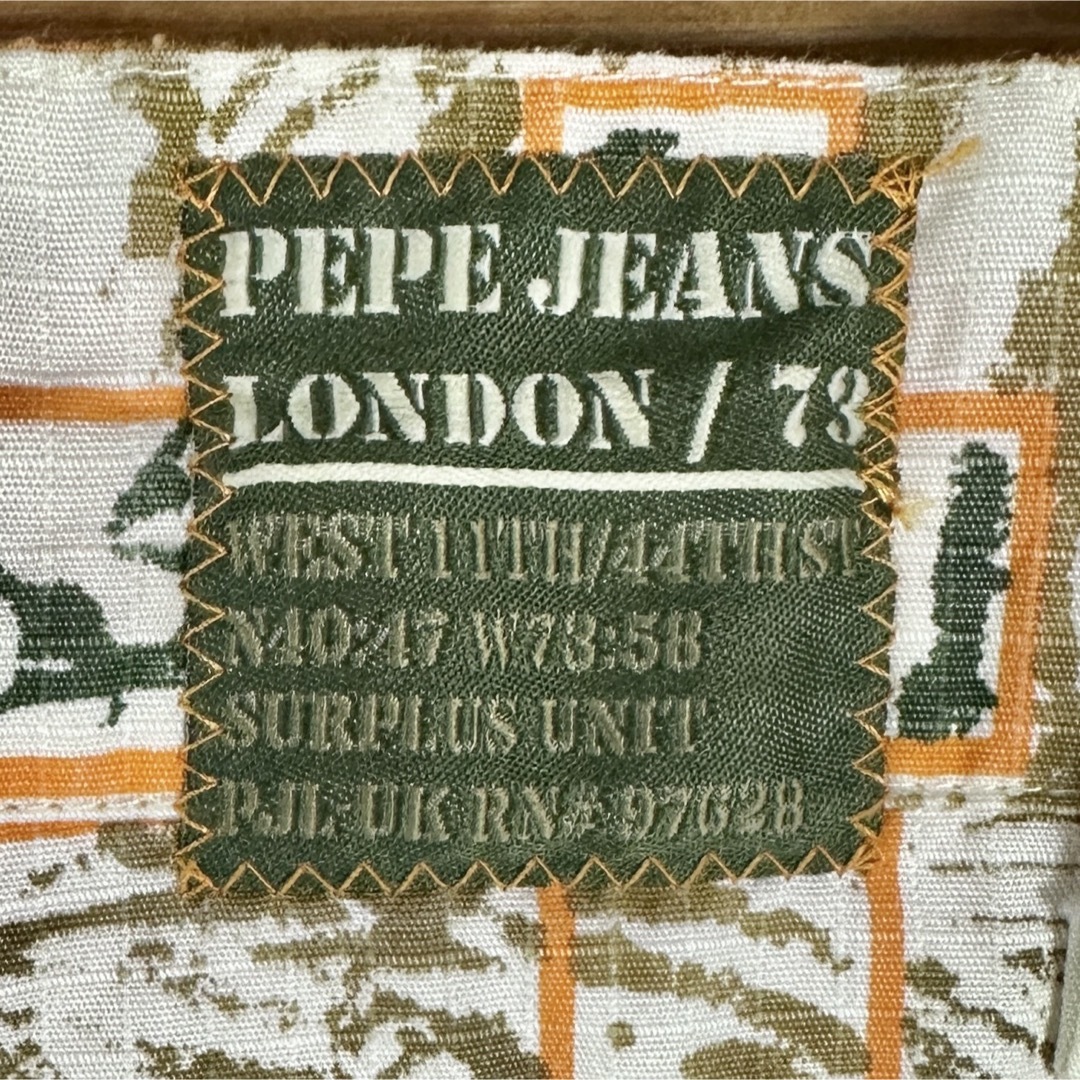 PEPE JEANS
LONDON / 73
WEST 11TH/44TH ST
N40:47 W73:58
SURPLUS UNIT
PJL-UK RN# 97628